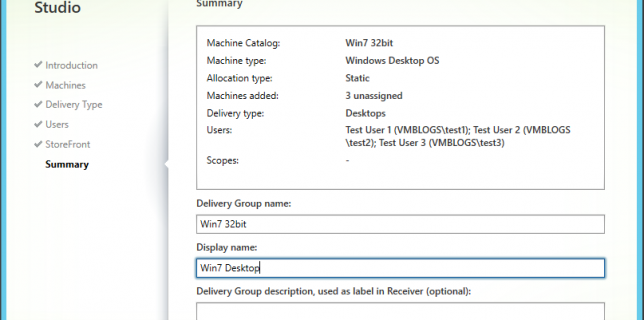 Studio
Summary
Introduction
Machines
Delivery Type
Users
StoreFront
Summary
Machine Catalog: Win7 32bit
Machine type: Windows Desktop OS
Allocation type: Static
Machines added: 3 unassigned
Delivery type: Desktops
Users: Test User 1 (VMBLOGS\test1); Test User 2 (VMBLOGS
\test2); Test User 3 (VMBLOGS\test3)
Scopes: -
Delivery Group name:
Win7 32bit
Display name:
Win7 Desktop
Delivery Group description, used as label in Receiver (optional):